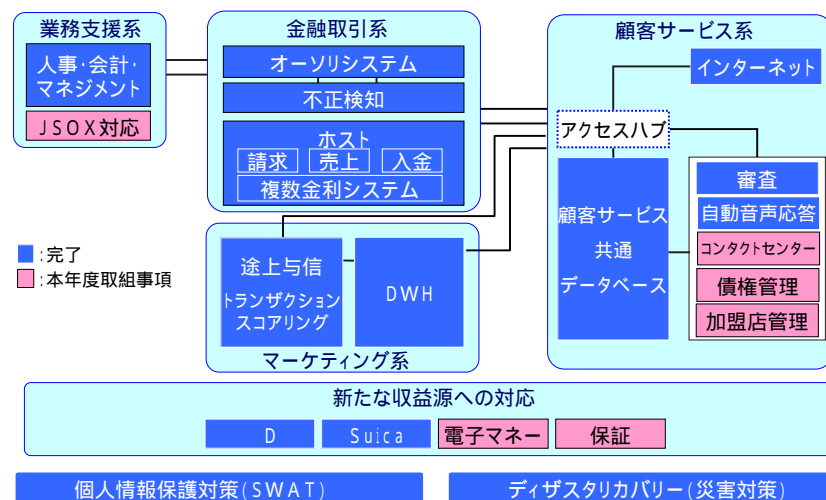 業務支援系
人事・会計・
マネジメント
JSOX対応
金融取引系
オーソリシステム
不正検知
ホスト
請求 売上 入金
複数金利システム
顧客サービス系
インターネット
アクセスハブ
顧客サービス
共通
データベース
審査
自動音声応答
コンタクトセンター
債権管理
加盟店管理
:完了
:本年度取組事項
途上与信
トランザクション
スコアリング
DWH
マーケティング系
新たな収益源への対応
D Suica 電子マネー 保証
個人情報保護対策(SWAT) ディザスタリカバリー(災害対策)